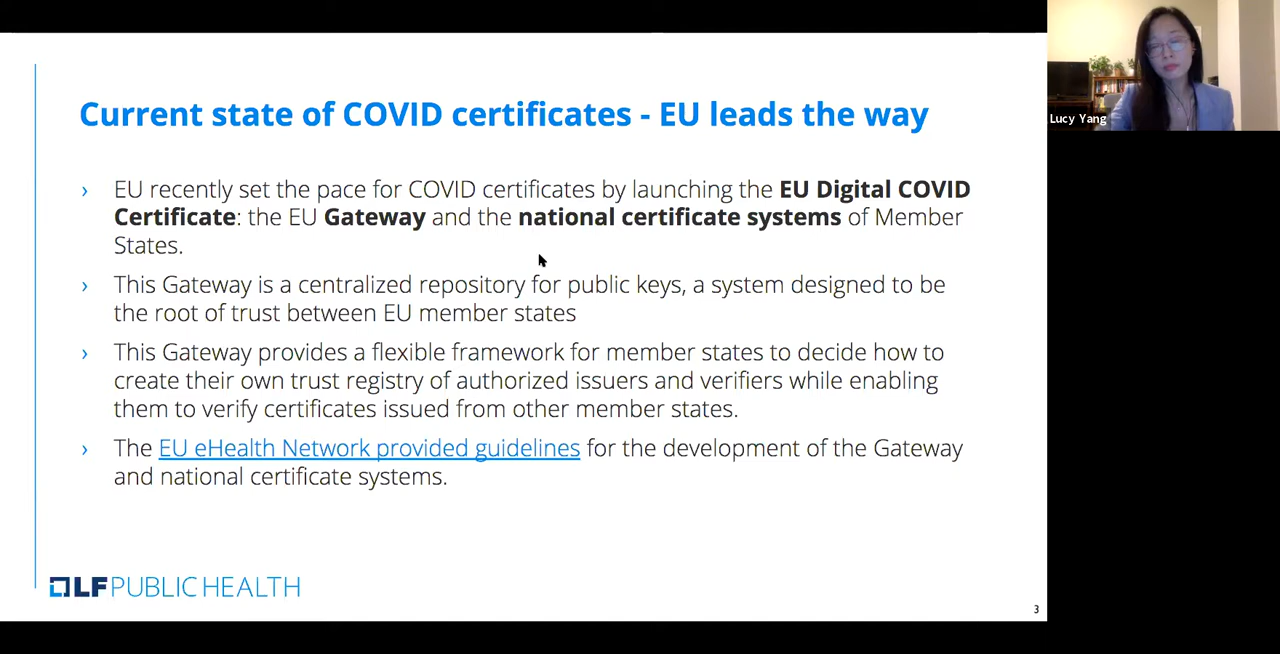 Current state of COVID certificates - EU leads the way
› EU recently set the pace for COVID certificates by launching the EU Digital COVID
Certificate: the EU Gateway and the national certificate systems of Member
States.
› This Gateway is a centralized repository for public keys, a system designed to be
the root of trust between EU member states
› This Gateway provides a flexible framework for member states to decide how to
create their own trust registry of authorized issuers and verifiers while enabling
them to verify certificates issued from other member states.
› The EU eHealth Network provided guidelines for the development of the Gateway
and national certificate systems.
LF PUBLIC HEALTH
3
Lucy Yang